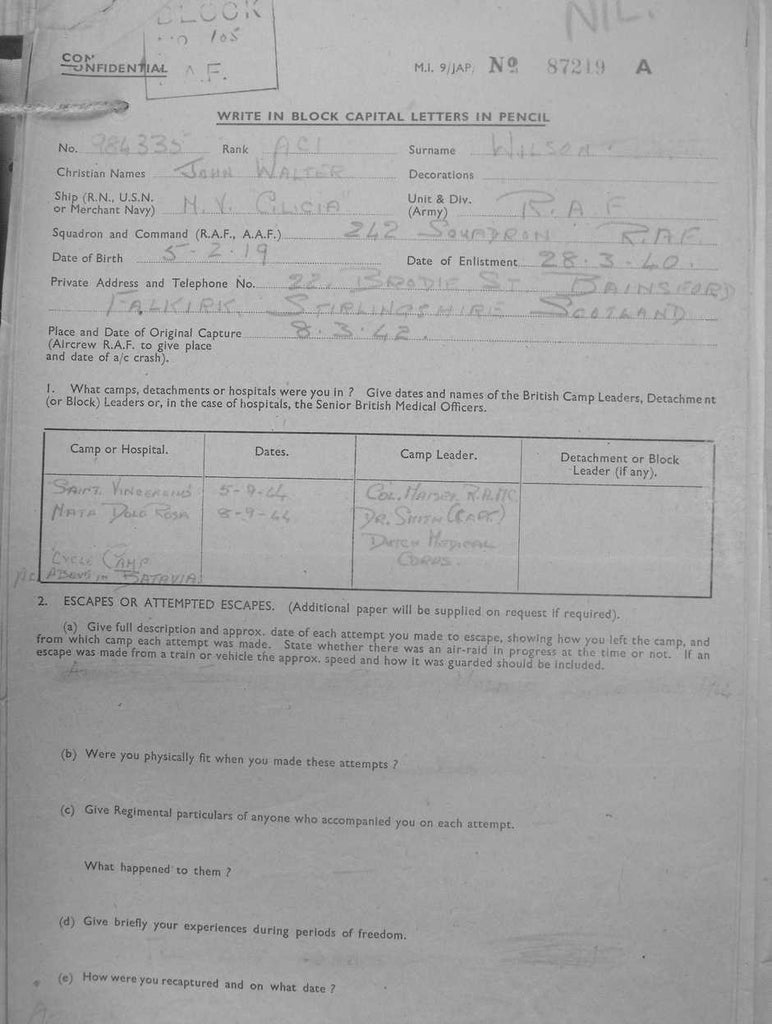 BLOCK
105
NIL.
CONFIDENTIAL
A.F.
M.I. 9/JAP. No 87219 A
WRITE IN BLOCK CAPITAL LETTERS IN PENCIL
No. 984335 Rank AC1 Surname WILSON
Christian Names JOHN WALTER Decorations
Ship (R.N., U.S.N. or Merchant Navy) M.V. CILICIA Unit & Div. (Army) R.A.F
Squadron and Command (R.A.F., A.A.F.) 242 SQUADRON R.A.F.
Date of Birth 5-2-19 Date of Enlistment 28.3.40.
Private Address and Telephone No. 22, BRODIE ST. BAINSFORD
FALKIRK, STIRLINGSHIRE SCOTLAND
Place and Date of Original Capture 8.3.42.
(Aircrew R.A.F. to give place
and date of a/c crash).
1. What camps, detachments or hospitals were you in ? Give dates and names of the British Camp Leaders, Detachment
(or Block) Leaders or, in the case of hospitals, the Senior British Medical Officers.
Camp or Hospital. Dates. Camp Leader. Detachment or Block Leader (if any).
SAINT. 5-9-44 COL. R.A.M.C.
MATA DOLO ROSA 8-9-44 DR. SMITH (CAPT)
DUTCH MEDICAL
CYCLE CAMP CORPS.
IN BATAVIA
2. ESCAPES OR ATTEMPTED ESCAPES. (Additional paper will be supplied on request if required).
(a) Give full description and approx. date of each attempt you made to escape, showing how you left the camp, and
from which camp each attempt was made. State whether there was an air-raid in progress at the time or not. If an
escape was made from a train or vehicle the approx. speed and how it was guarded should be included.
(b) Were you physically fit when you made these attempts ?
(c) Give Regimental particulars of anyone who accompanied you on each attempt.
What happened to them ?
(d) Give briefly your experiences during periods of freedom.
(e) How were you recaptured and on what date ?